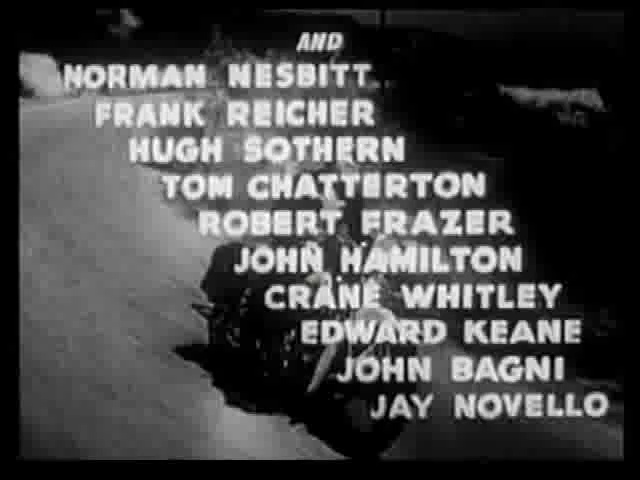 AND
NORMAN NESBITT
FRANK REICHER
HUGH SOTHERN
TOM CHATTERTON
ROBERT FRAZER
JOHN HAMILTON
CRANE WHITLEY
EDWARD KEANE
JOHN BAGNI
JAY NOVELLO